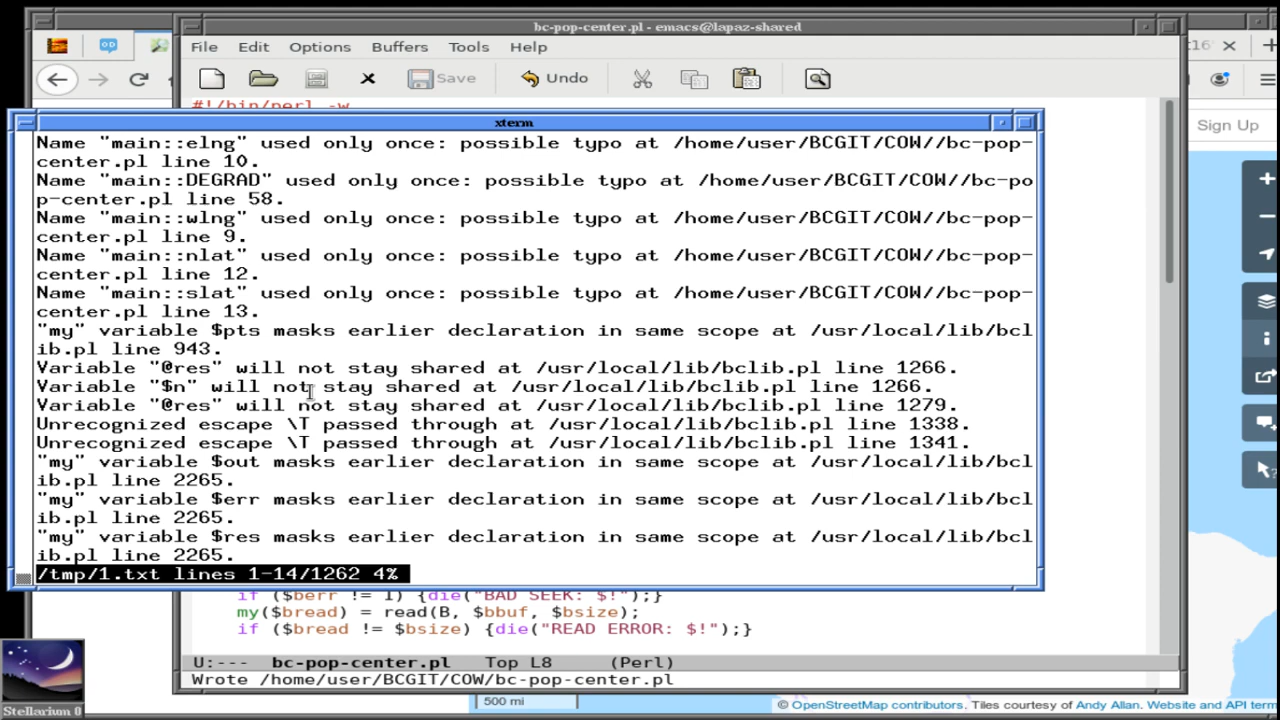 bc-pop-center.pl - emacs@lapaz-shared
File Edit Options Buffers Tools Help
Save Undo
Sign Up
#!/bin/perl -w
xterm
Name "main::elng" used only once: possible typo at /home/user/BCGIT/COW//bc-pop-
center.pl line 10.
Name "main::DEGRAD" used only once: possible typo at /home/user/BCGIT/COW//bc-po
p-center.pl line 58.
Name "main::wlng" used only once: possible typo at /home/user/BCGIT/COW//bc-pop-
center.pl line 9.
Name "main::nlat" used only once: possible typo at /home/user/BCGIT/COW//bc-pop-
center.pl line 12.
Name "main::slat" used only once: possible typo at /home/user/BCGIT/COW//bc-pop-
center.pl line 13.
"my" variable $pts masks earlier declaration in same scope at /usr/local/lib/bcl
ib.pl line 943.
Variable "@res" will not stay shared at /usr/local/lib/bclib.pl line 1266.
Variable "$n" will not stay shared at /usr/local/lib/bclib.pl line 1266.
Variable "@res" will not stay shared at /usr/local/lib/bclib.pl line 1279.
Unrecognized escape \T passed through at /usr/local/lib/bclib.pl line 1338.
Unrecognized escape \T passed through at /usr/local/lib/bclib.pl line 1341.
"my" variable $out masks earlier declaration in same scope at /usr/local/lib/bcl
ib.pl line 2265.
"my" variable $err masks earlier declaration in same scope at /usr/local/lib/bcl
ib.pl line 2265.
"my" variable $res masks earlier declaration in same scope at /usr/local/lib/bcl
ib.pl line 2265.
/tmp/1.txt lines 1-14/1262 4%
if ($berr != 1) {die("BAD SEEK: $!");}
my($bread) = read(B, $bbuf, $bsize);
if ($bread != $bsize) {die("READ ERROR: $!");}
U:--- bc-pop-center.pl Top L8 (Perl)
Wrote /home/user/BCGIT/COW/bc-pop-center.pl
500 mi
© OpenStreetMap contributors. Tiles courtesy of Andy Allan. Website and API term
Stellarium 0